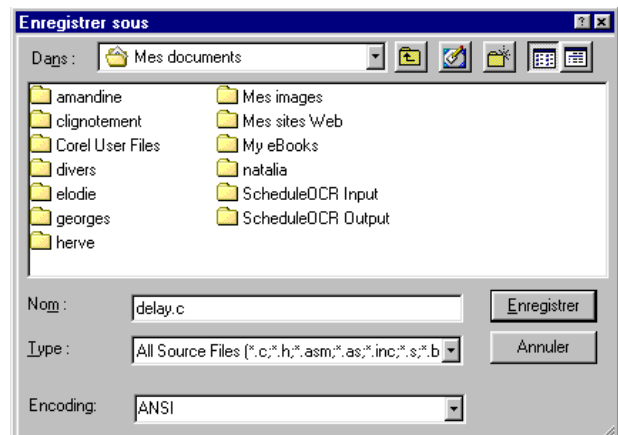 Enregistrer sous
Dans : Mes documents
amandine
clignotement
Corel User Files
divers
elodie
georges
herve
Mes images
Mes sites Web
My eBooks
natalia
ScheduleOCR Input
ScheduleOCR Output
Nom : delay.c Enregistrer
Type : All Source Files (*.c;*.h;*.asm;*.as;*.inc;*.s;*.b Annuler
Encoding: ANSI